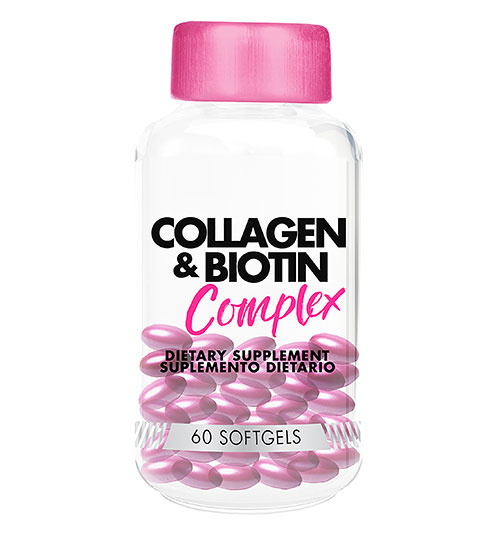 COLLAGEN
& BIOTIN
Complex
DIETARY SUPPLEMENT
SUPLEMENTO DIETARIO
60 SOFTGELS